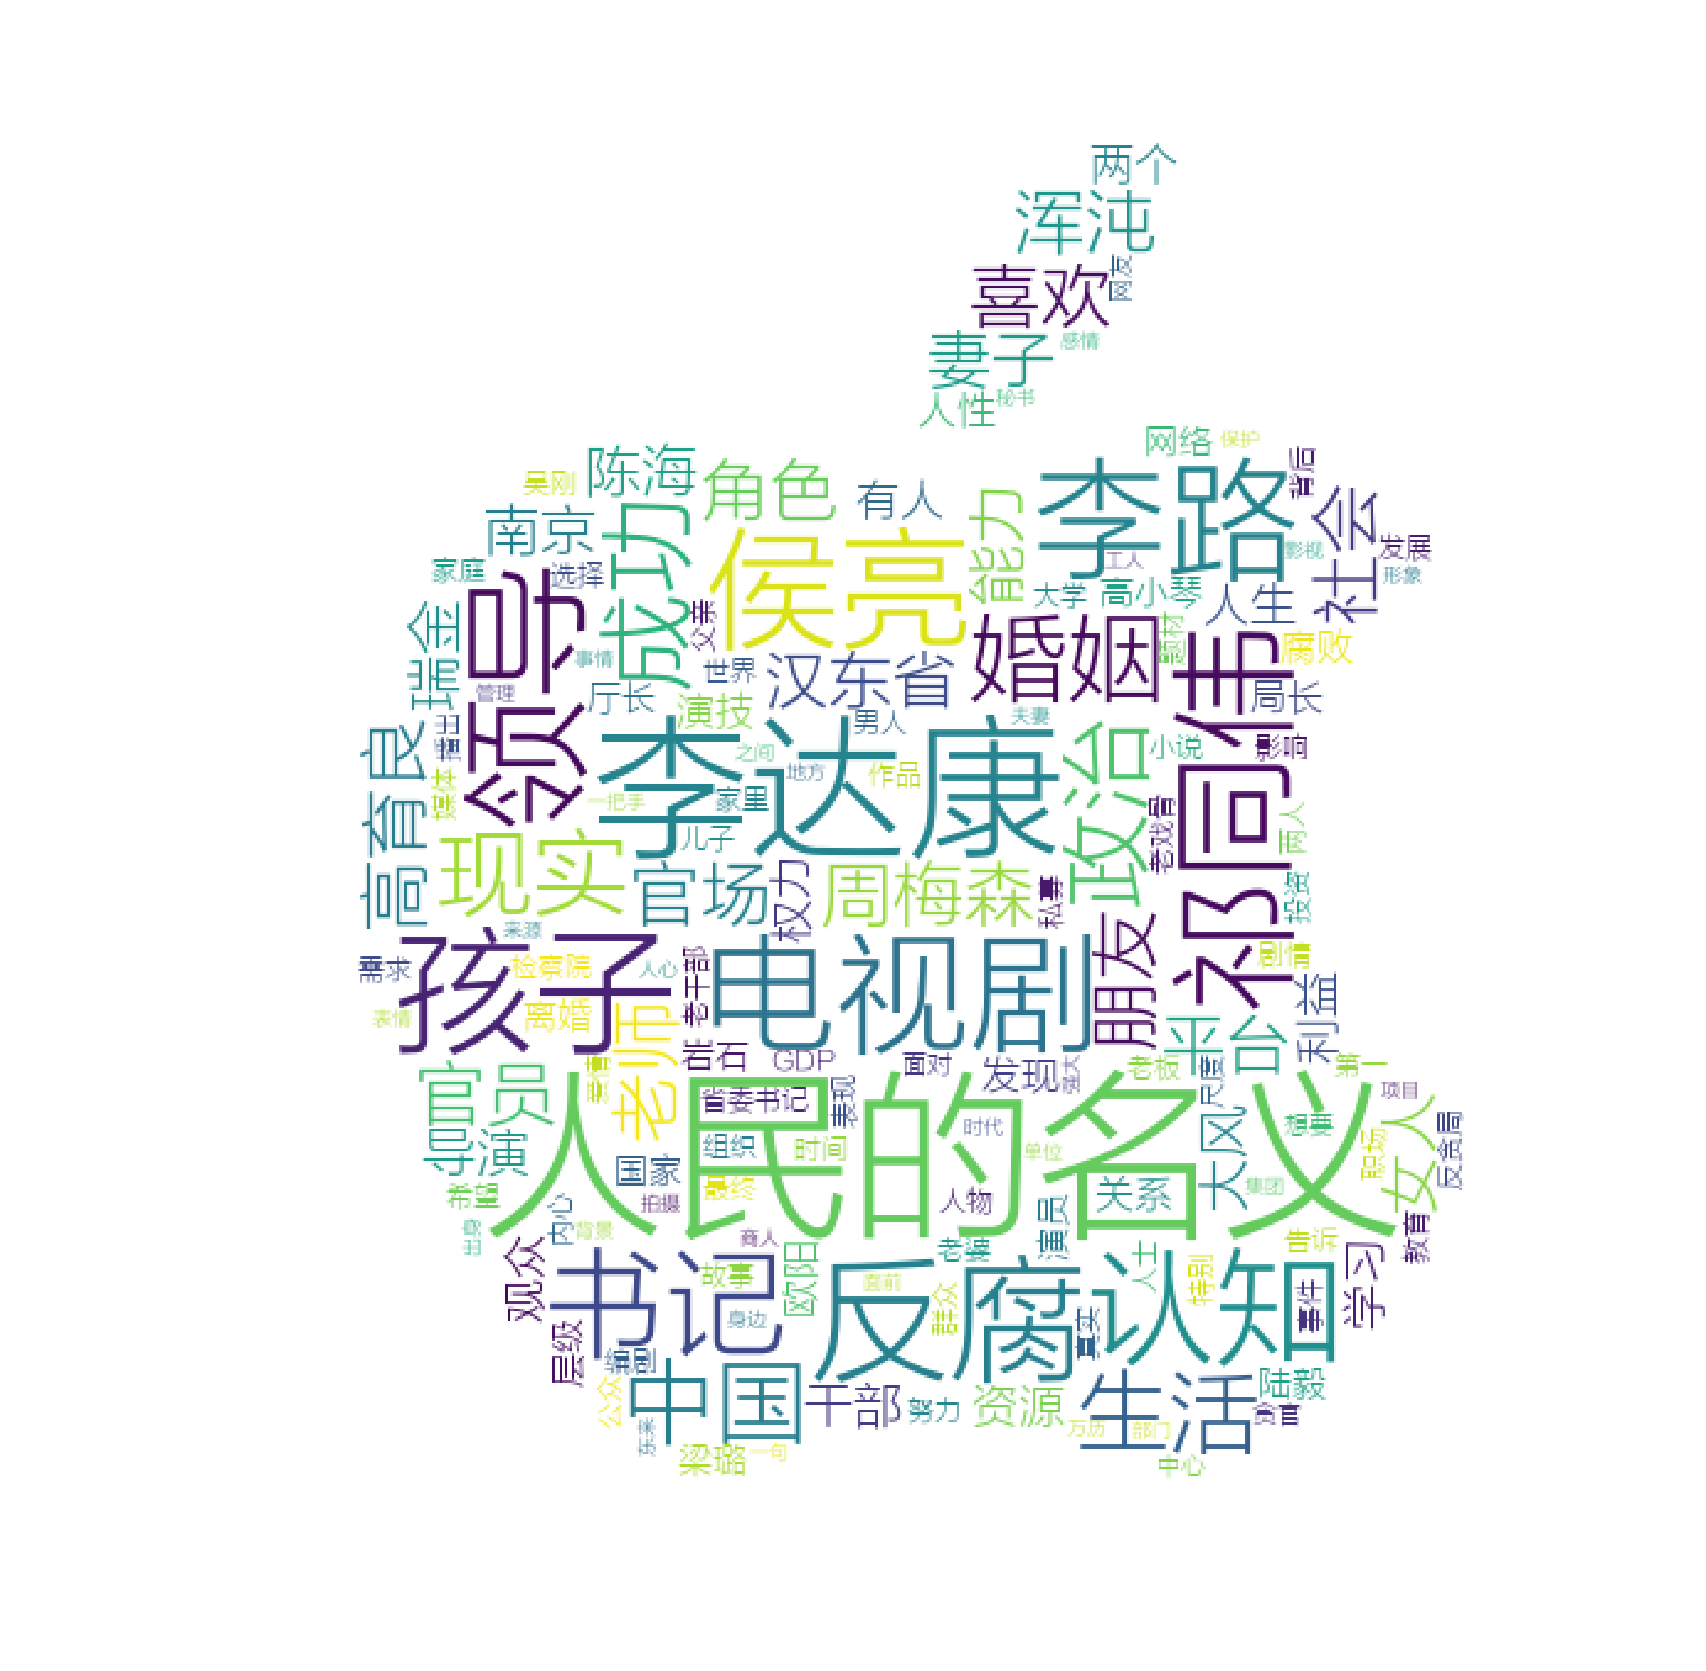 两个
浑沌
网友
喜欢
感情
妻子
秘书
人性
网络
保护
背后
陈海
角色
有人
能力
李路
社会
吴刚
南京
成功
侯亮
影视
发展
工人
形象
家庭
选择
领导
大学
高小琴
人生
瑞金
父亲
婚姻
题材
祁同伟
腐败
事情
世界
汉东省
管理
厅长
演技
男人
夫妻
政治
局长
高育良
播出
李达康
之间
小说
媒体
地方
作品
一把手
家里
老戏骨
两人
儿子
现实
官场
权力
周梅森
私事
投资
来源
孩子
电视剧
朋友
剧情
需求
检察院
老干部
人心
利益
表情
离婚
老师
平台
岩石
GDP
面对
发现
强大
老板
尺度
第一
官员
人民的名义
省委书记
表现
项目
导演
组织
时间
时代
单位
大风
想要
职场
女人
反贪局
国家
希望
最终
拍摄
人物
关系
集团
出身
内心
背景
商人
欧阳
老婆
演员
人士
告诉
教育
观众
书记
故事
面前
反腐
认知
特别
事件
学习
身边
群众
真实
层级
编剧
中国
干部
努力
资源
生活
陆毅
公众
万历
部门
梁璐
一句
中心